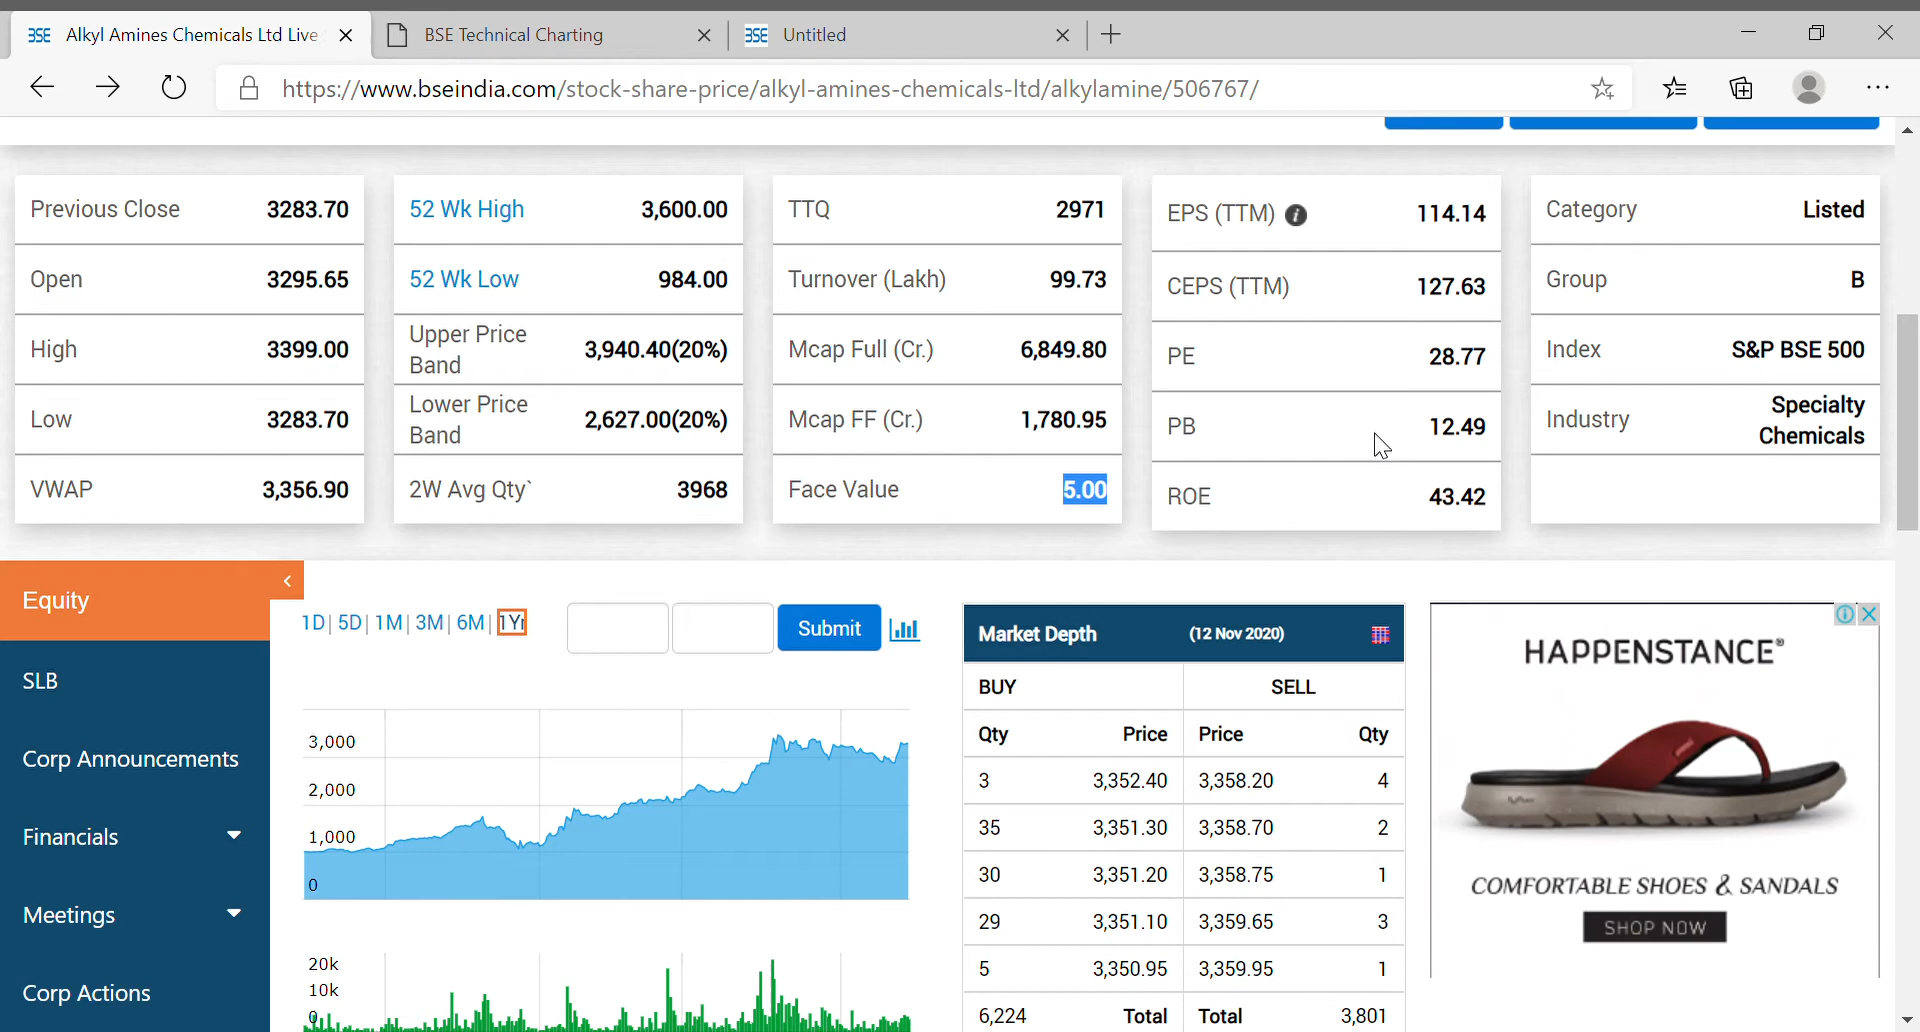 BSE Alkyl Amines Chemicals Ltd Live
BSE Technical Charting
BSE Untitled
https://www.bseindia.com/stock-share-price/alkyl-amines-chemicals-ltd/alkylamine/506767/
Previous Close 3283.70
Open 3295.65
High 3399.00
Low 3283.70
VWAP 3,356.90
52 Wk High 3,600.00
52 Wk Low 984.00
Upper Price
Band 3,940.40(20%)
Lower Price
Band 2,627.00(20%)
2W Avg Qty` 3968
TTQ 2971
Turnover (Lakh) 99.73
Mcap Full (Cr.) 6,849.80
Mcap FF (Cr.) 1,780.95
Face Value 5.00
EPS (TTM) i 114.14
CEPS (TTM) 127.63
PE 28.77
PB 12.49
ROE 43.42
Category Listed
Group B
Index S&P BSE 500
Industry Specialty
Chemicals
Equity
SLB
Corp Announcements
Financials
Meetings
Corp Actions
1D| 5D| 1M| 3M| 6M| 1Yr
Submit
3,000
2,000
1,000
0
20k
10k
0
Market Depth (12 Nov 2020)
BUY SELL
Qty Price Price Qty
3 3,352.40 3,358.20 4
35 3,351.30 3,358.70 2
30 3,351.20 3,358.75 1
29 3,351.10 3,359.65 3
5 3,350.95 3,359.95 1
6,224 Total Total 3,801
HAPPENSTANCE®
COMFORTABLE SHOES & SANDALS
SHOP NOW